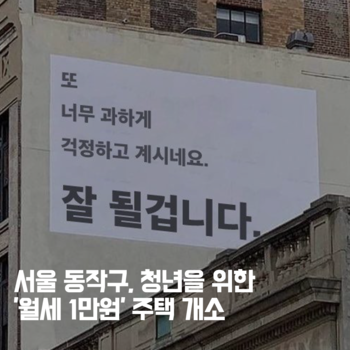 또
너무 과하게
걱정하고 계시네요.
잘 될겁니다.
서울 동작구, 청년을 위한
'월세 1만원' 주택 개소